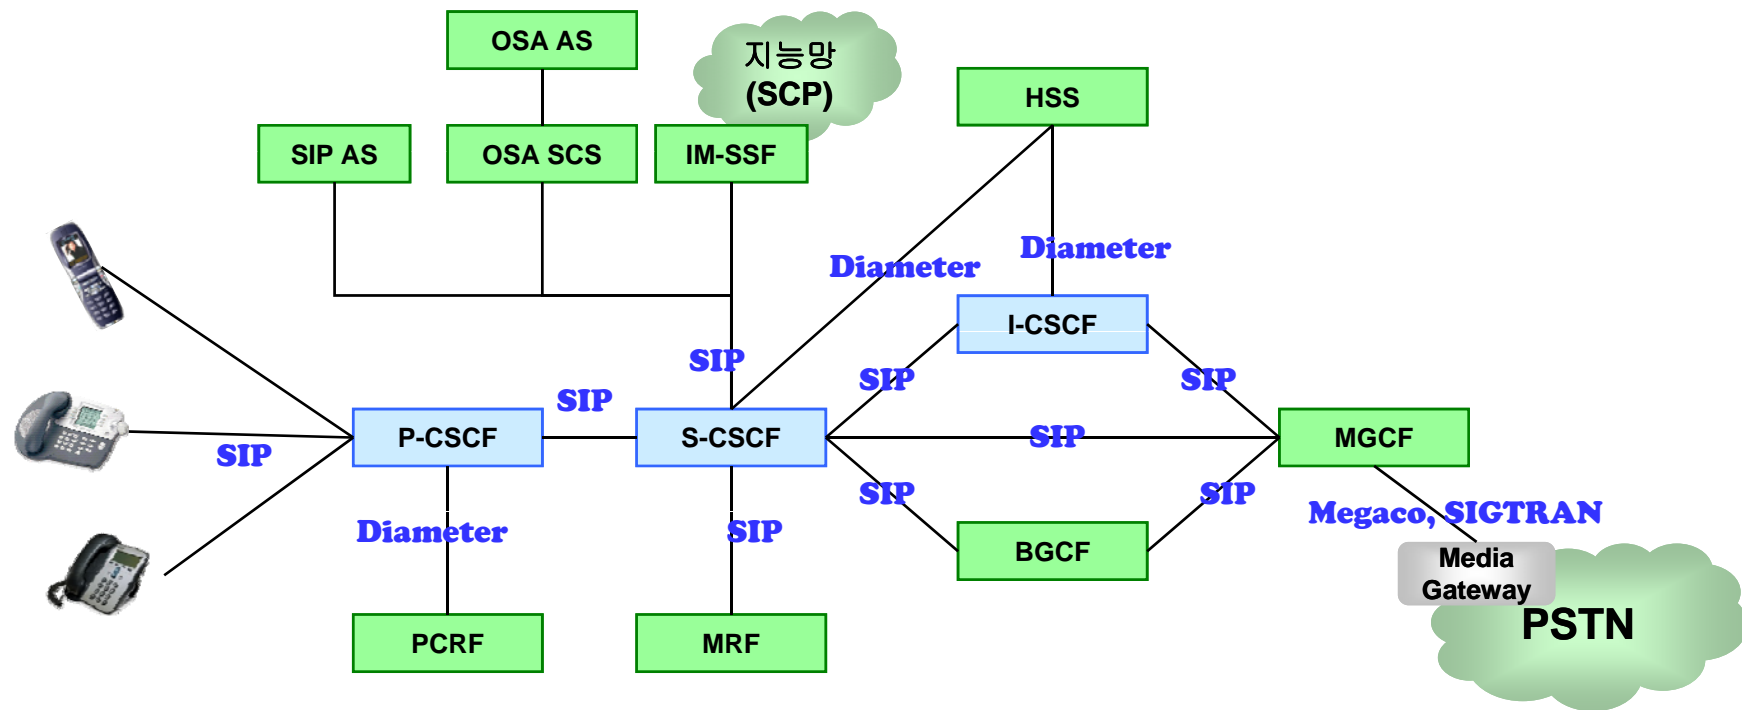 OSA AS
지능망
(SCP)
HSS
SIP AS
OSA SCS
IM-SSF
Diameter
Diameter
I-CSCF
SIP
SIP
SIP
SIP
P-CSCF
S-CSCF
SIP
MGCF
SIP
SIP
SIP
Diameter
SIP
Megaco, SIGTRAN
BGCF
Media
Gateway
PSTN
PCRF
MRF